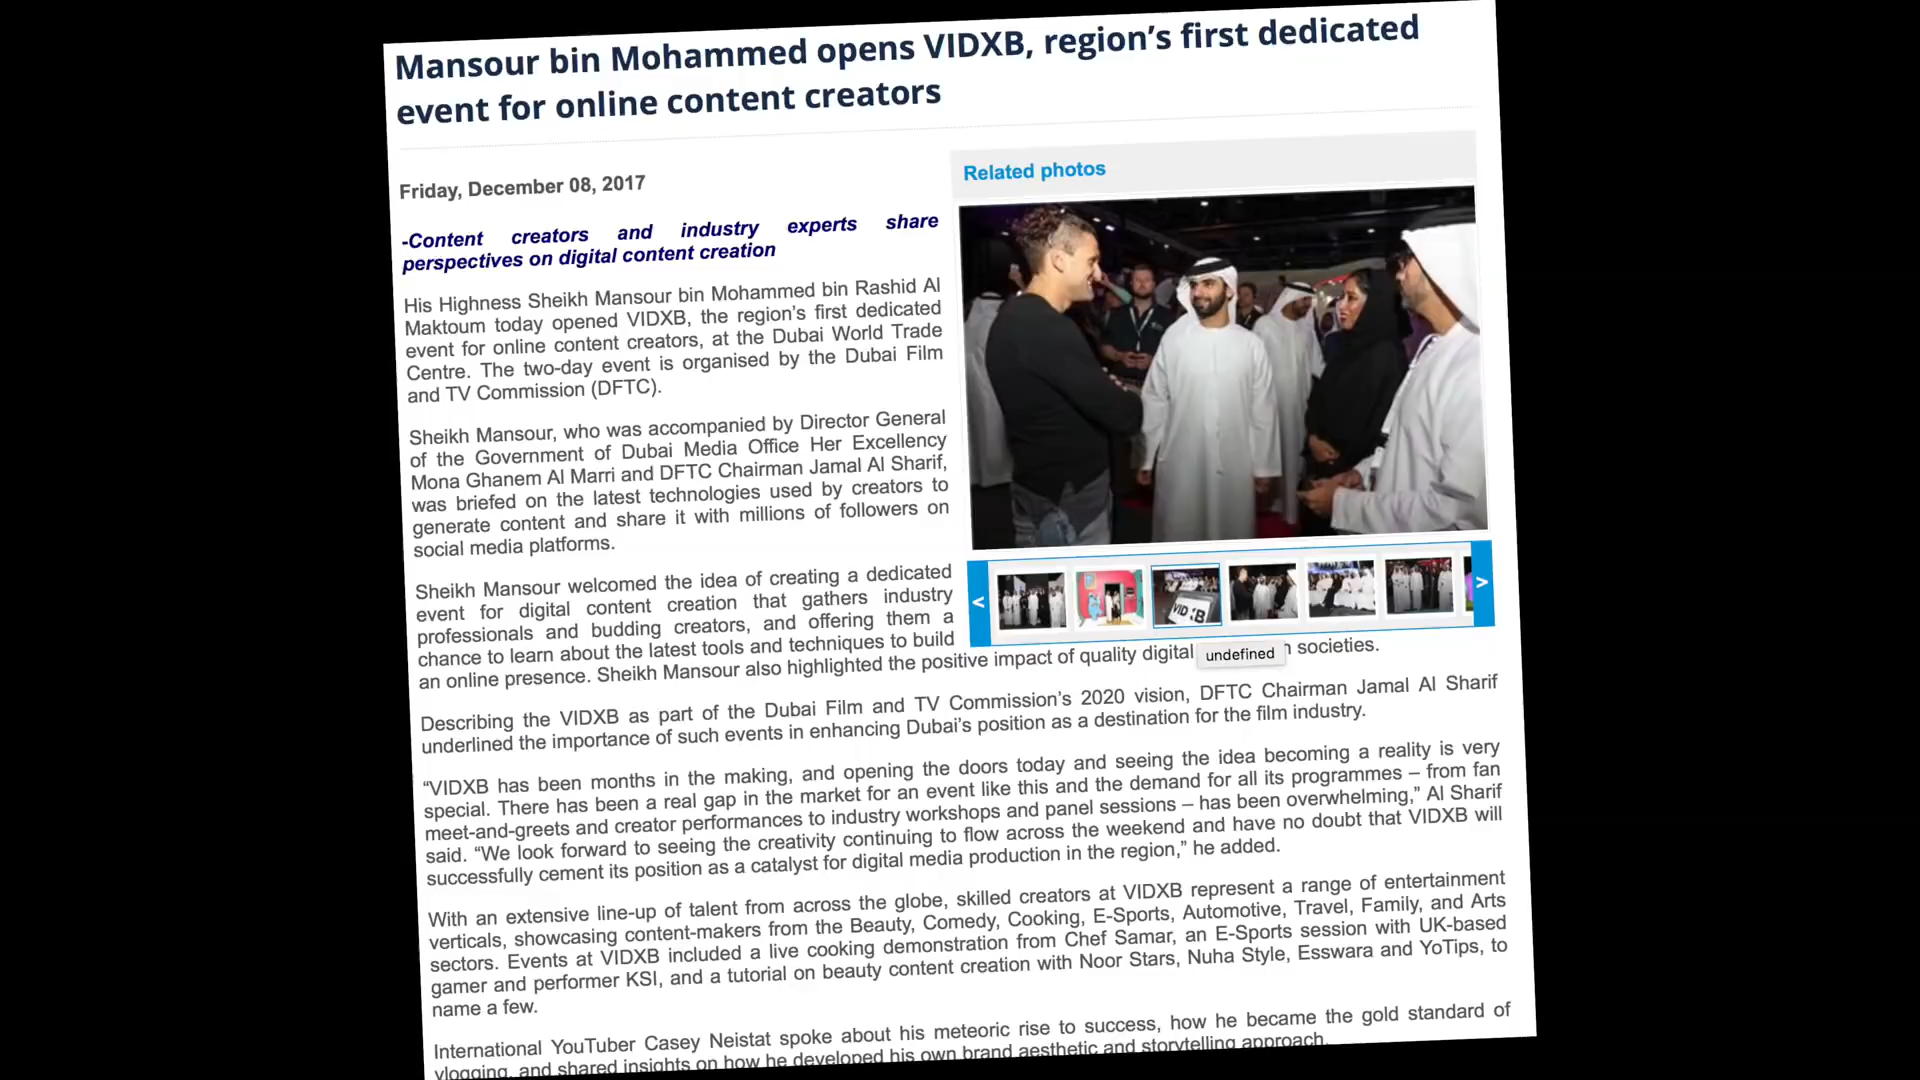 Mansour bin Mohammed opens VIDXB, region’s first dedicated
event for online content creators
Friday, December 08, 2017
-Content creators and industry experts share
perspectives on digital content creation
His Highness Sheikh Mansour bin Mohammed bin Rashid Al
Maktoum today opened VIDXB, the region’s first dedicated
event for online content creators, at the Dubai World Trade
Centre. The two-day event is organised by the Dubai Film
and TV Commission (DFTC).
Sheikh Mansour, who was accompanied by Director General
of the Government of Dubai Media Office Her Excellency
Mona Ghanem Al Marri and DFTC Chairman Jamal Al Sharif,
was briefed on the latest technologies used by creators to
generate content and share it with millions of followers on
social media platforms.
Sheikh Mansour welcomed the idea of creating a dedicated
event for digital content creation that gathers industry
professionals and budding creators, and offering them a
chance to learn about the latest tools and techniques to build
an online presence. Sheikh Mansour also highlighted the positive impact of quality digital societies.
Related photos
<
VIDXB
>
undefined
Describing the VIDXB as part of the Dubai Film and TV Commission’s 2020 vision, DFTC Chairman Jamal Al Sharif
underlined the importance of such events in enhancing Dubai’s position as a destination for the film industry.
“VIDXB has been months in the making, and opening the doors today and seeing the idea becoming a reality is very
special. There has been a real gap in the market for an event like this and the demand for all its programmes – from fan
meet-and-greets and creator performances to industry workshops and panel sessions – has been overwhelming,” Al Sharif
said. “We look forward to seeing the creativity continuing to flow across the weekend and have no doubt that VIDXB will
successfully cement its position as a catalyst for digital media production in the region,” he added.
With an extensive line-up of talent from across the globe, skilled creators at VIDXB represent a range of entertainment
verticals, showcasing content-makers from the Beauty, Comedy, Cooking, E-Sports, Automotive, Travel, Family, and Arts
sectors. Events at VIDXB included a live cooking demonstration from Chef Samar, an E-Sports session with UK-based
gamer and performer KSI, and a tutorial on beauty content creation with Noor Stars, Nuha Style, Esswara and YoTips, to
name a few.
International YouTuber Casey Neistat spoke about his meteoric rise to success, how he became the gold standard of
vlogging, and shared insights on how he developed his own brand aesthetic and storytelling approach.